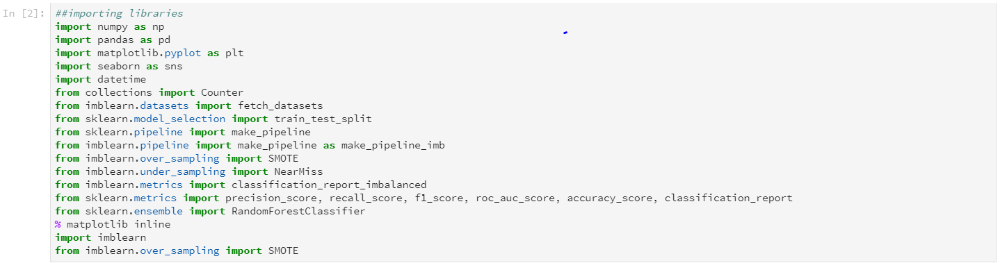 In [2]: ##importing libraries
import numpy as np
import pandas as pd
import matplotlib.pyplot as plt
import seaborn as sns
import datetime
from collections import Counter
from imblearn.datasets import fetch_datasets
from sklearn.model_selection import train_test_split
from sklearn.pipeline import make_pipeline
from imblearn.pipeline import make_pipeline as make_pipeline_imb
from imblearn.over_sampling import SMOTE
from imblearn.under_sampling import NearMiss
from imblearn.metrics import classification_report_imbalanced
from sklearn.metrics import precision_score, recall_score, f1_score, roc_auc_score, accuracy_score, classification_report
from sklearn.ensemble import RandomForestClassifier
% matplotlib inline
import imblearn
from imblearn.over_sampling import SMOTE